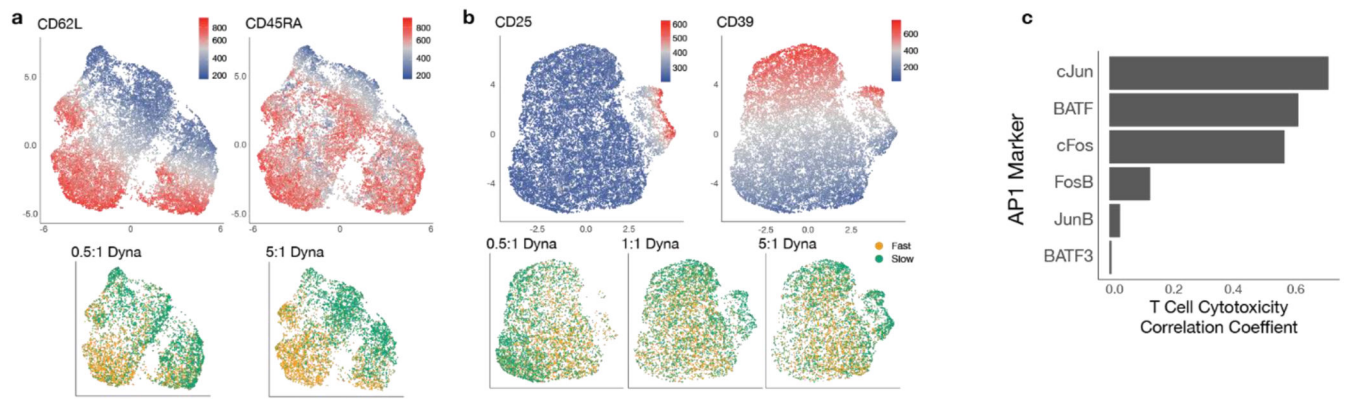 a
CD62L
800
600
400
200
5.0
0.0
-5.0
-6
0
6
CD45RA
800
600
400
200
5.0
0.0
-5.0
-6
0
6
0.5:1 Dyna
5:1 Dyna
b
CD25
600
500
400
300
4
0
-4
-2.5
0
2.5
CD39
600
400
200
4
0
-4
-2.5
0
2.5
0.5:1 Dyna
1:1 Dyna
5:1 Dyna
Fast
Slow
c
AP1 Marker
cJun
BATF
cFos
FosB
JunB
BATF3
0.0
0.2
0.4
0.6
T Cell Cytotoxicity
Correlation Coeffient